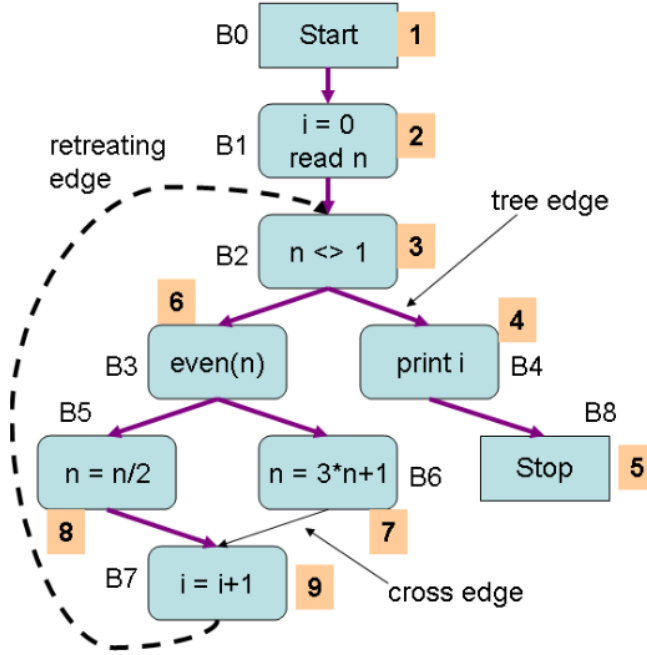 B0
Start
1
retreating
edge
B1
i = 0
read n
2
tree edge
B2
n <> 1
3
6
4
B3
even(n)
print i
B4
B5
B8
n = n/2
n = 3*n+1
B6
Stop
5
8
7
B7
i = i+1
9
cross edge